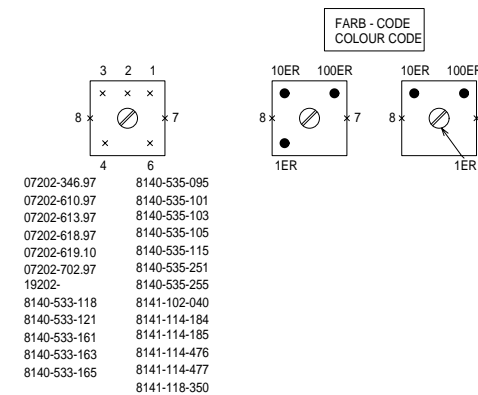 FARB - CODE
COLOUR CODE
3 2 1
10ER 100ER
10ER 100ER
8 7
8 7
8
4 6
1ER
1ER
07202-346.97 8140-535-095
07202-610.97 8140-535-101
07202-613.97 8140-535-103
07202-618.97 8140-535-105
07202-619.10 8140-535-115
07202-702.97 8140-535-251
19202- 8140-535-255
8140-533-118 8141-102-040
8140-533-121 8141-114-184
8140-533-161 8141-114-185
8140-533-163 8141-114-476
8140-533-165 8141-114-477
8141-118-350